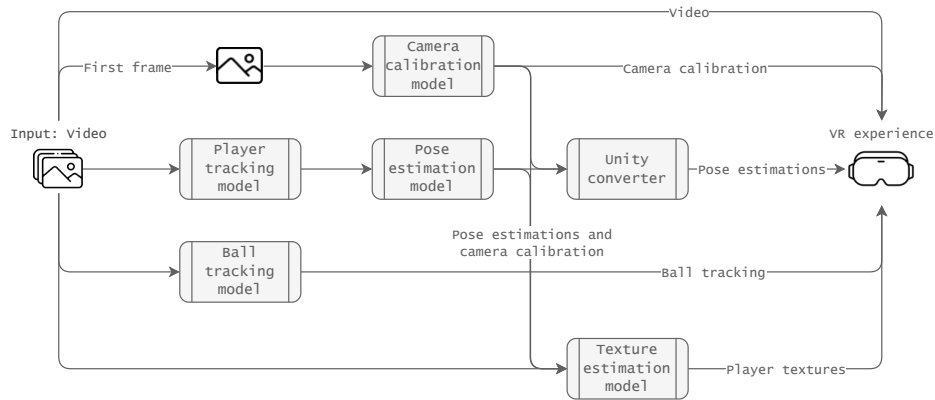 Video
First frame
Camera
calibration
model
Camera calibration
Input: Video
VR experience
Player
tracking
model
Pose
estimation
model
Unity
converter
Pose estimations
Pose estimations and
camera calibration
Ball
tracking
model
Ball tracking
Texture
estimation
model
Player textures